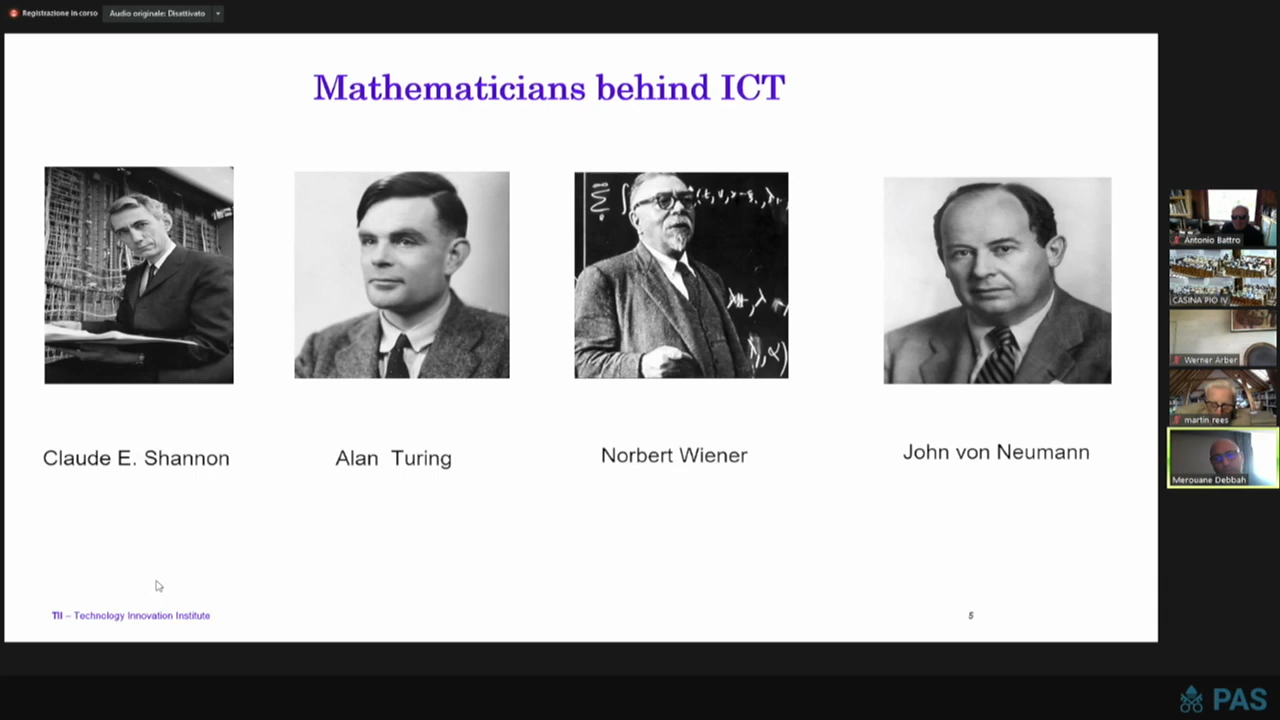 Registrazione in corso
Audio originale: Disattivato
Mathematicians behind ICT
Claude E. Shannon
Alan Turing
Norbert Wiener
John von Neumann
TII – Technology Innovation Institute
5
Antonio Battro
CASINA PIO IV
Werner Arber
martin rees
Merouane Debbah
PAS